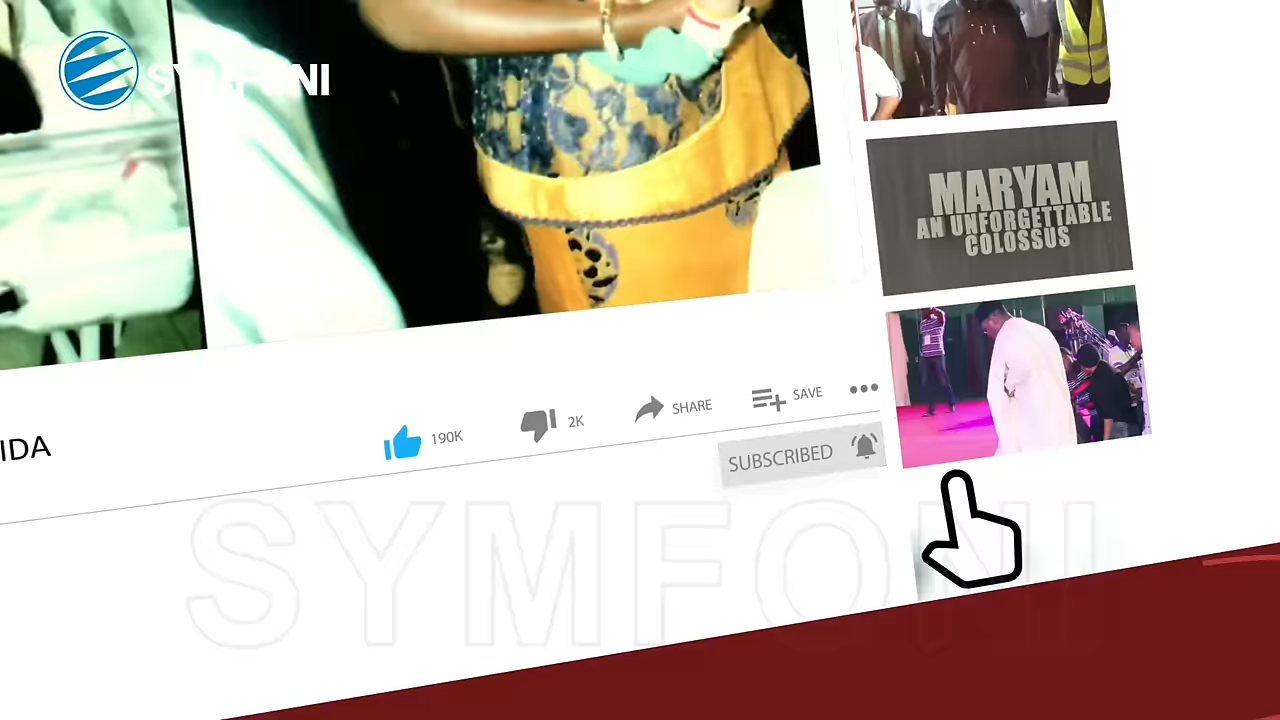 SYMFONI
MARYAM
AN UNFORGETTABLE
COLOSSUS
IDA
190K
2K
SHARE
SAVE
SUBSCRIBED
SYMFONI